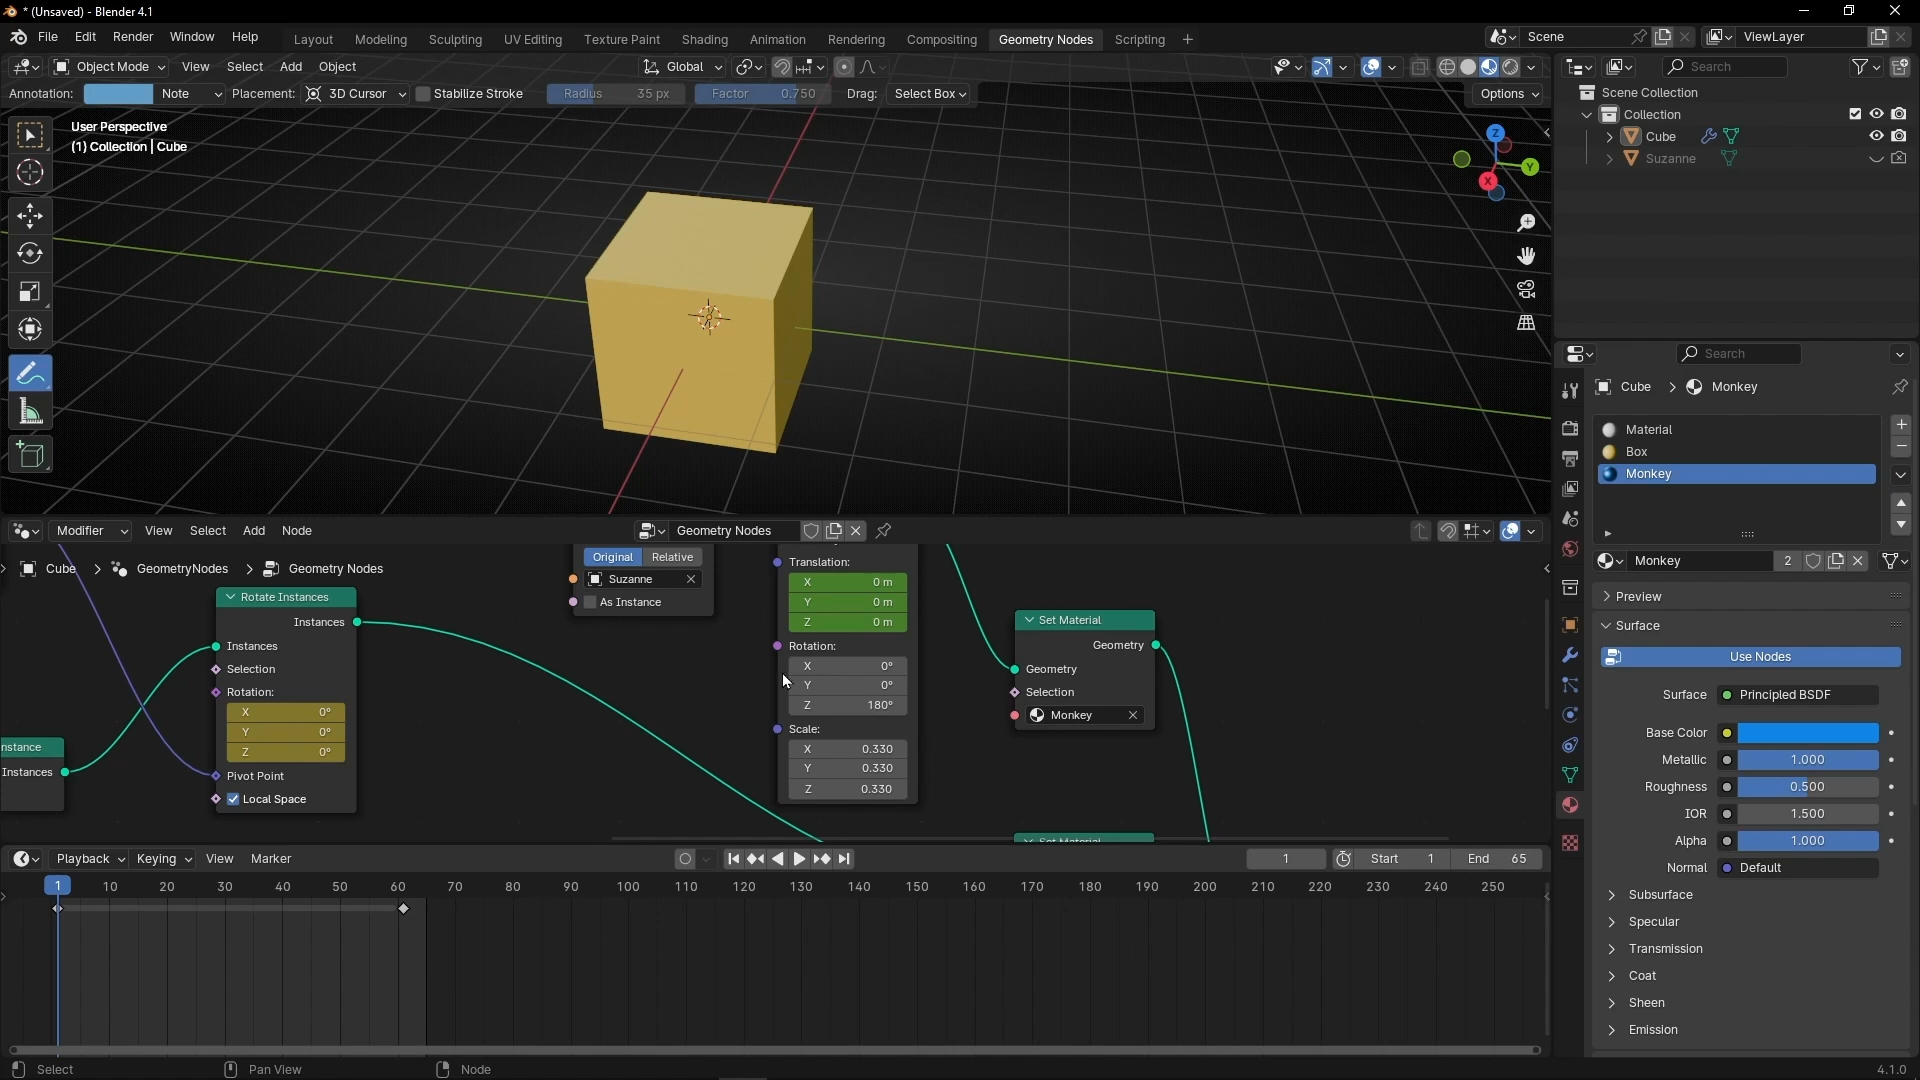 * (Unsaved) - Blender 4.1
File Edit Render Window Help Layout Modeling Sculpting UV Editing Texture Paint Shading Animation Rendering Compositing Geometry Nodes Scripting + Scene ViewLayer
Object Mode View Select Add Object Global Search
Annotation: Note Placement: 3D Cursor Stabilize Stroke Radius 35 px Factor 0.750 Drag: Select Box Options
Scene Collection
Collection
Cube
Suzanne
User Perspective
(1) Collection | Cube
Z
Y
X
Search
Cube > Monkey
Material
Box
Monkey
Monkey 2
Preview
Surface
Use Nodes
Surface Principled BSDF
Base Color
Metallic 1.000
Roughness 0.500
IOR 1.500
Alpha 1.000
Normal Default
Subsurface
Specular
Transmission
Coat
Sheen
Emission
Modifier View Select Add Node Geometry Nodes
Cube > GeometryNodes > Geometry Nodes
nstance
Instances
Rotate Instances
Instances
Instances
Selection
Rotation:
X 0°
Y 0°
Z 0°
Pivot Point
Local Space
Original Relative
Suzanne
As Instance
Translation:
X 0 m
Y 0 m
Z 0 m
Rotation:
X 0°
Y 0°
Z 180°
Scale:
X 0.330
Y 0.330
Z 0.330
Set Material
Geometry
Geometry
Selection
Monkey
Set Material
Playback Keying View Marker 1 Start 1 End 65
1 10 20 30 40 50 60 70 80 90 100 110 120 130 140 150 160 170 180 190 200 210 220 230 240 250
Select Pan View Node 4.1.0